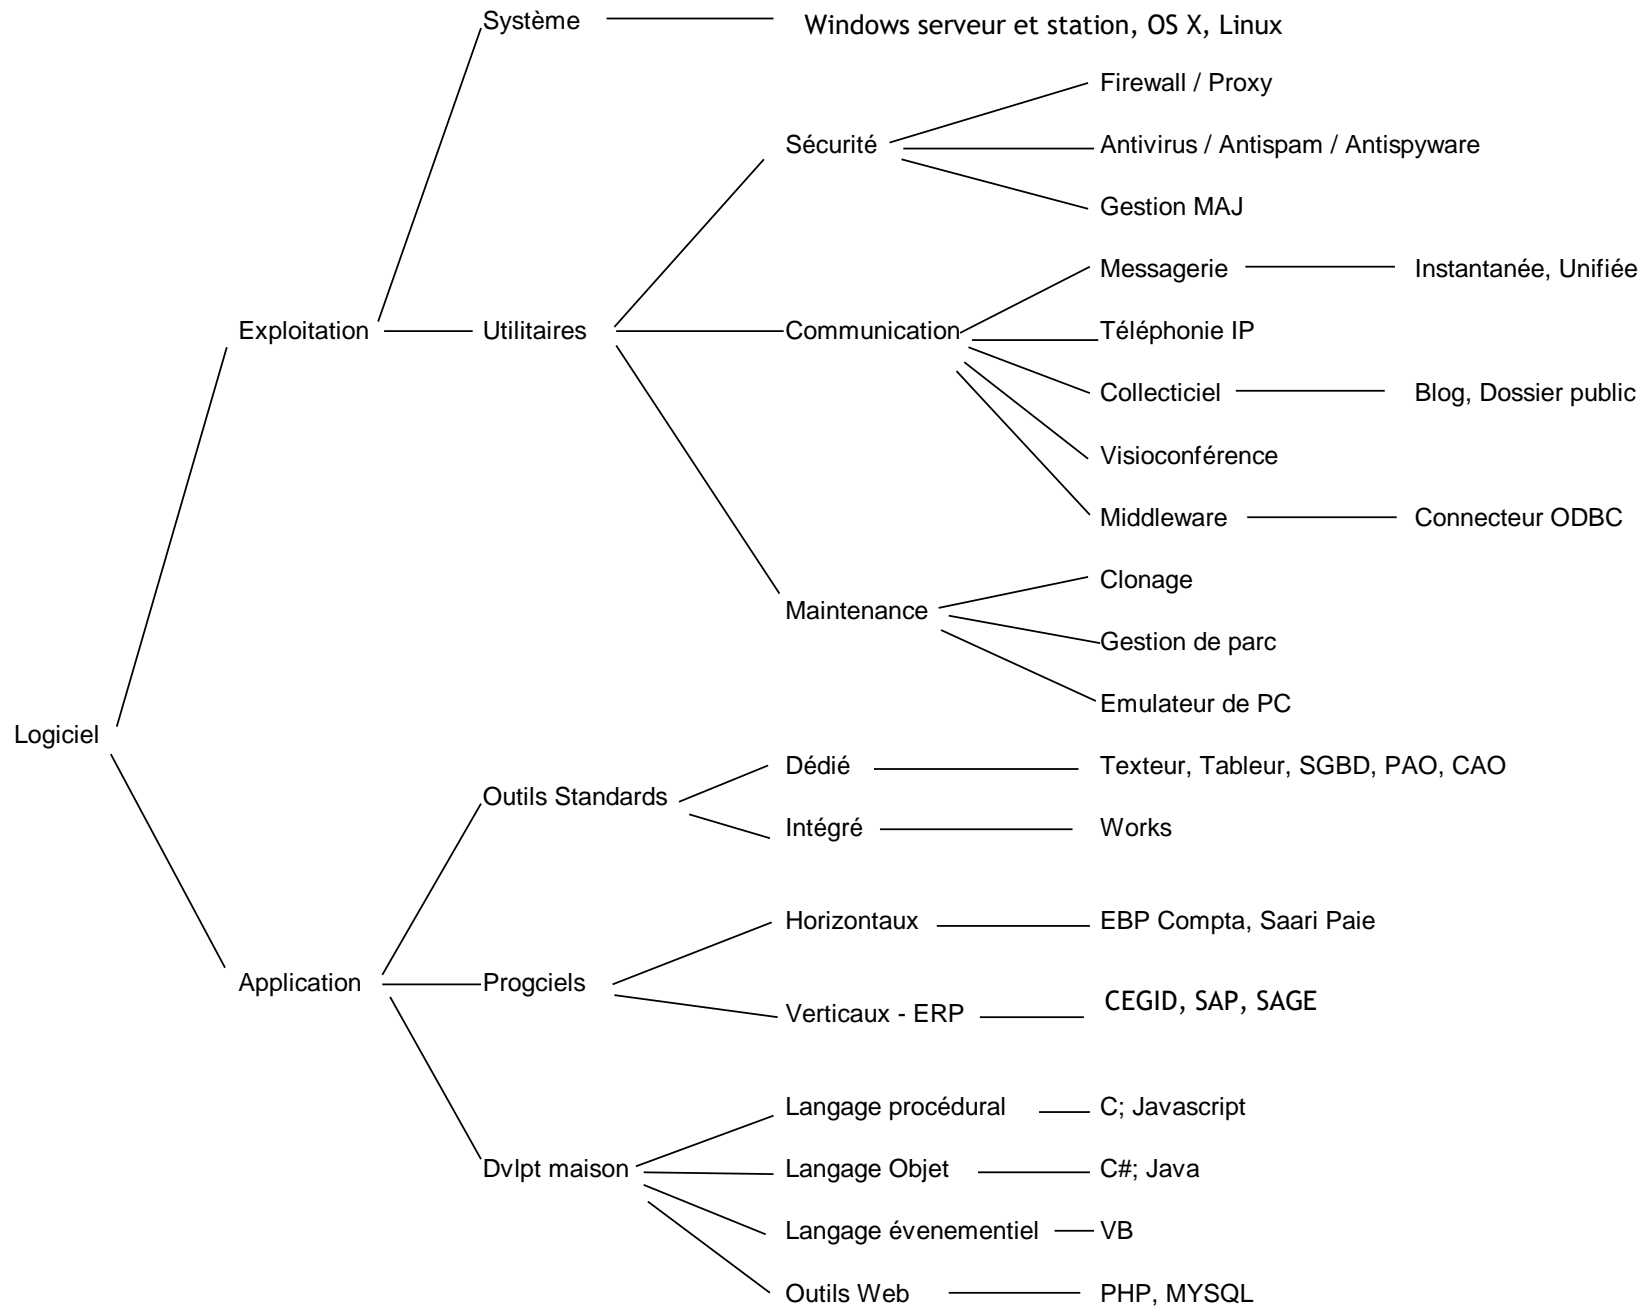 Système
Windows serveur et station, OS X, Linux
Firewall / Proxy
Sécurité
Antivirus / Antispam / Antispyware
Gestion MAJ
Messagerie
Instantanée, Unifiée
Exploitation
Utilitaires
Communication
Téléphonie IP
Collecticiel
Blog, Dossier public
Visioconférence
Middleware
Connecteur ODBC
Clonage
Maintenance
Gestion de parc
Emulateur de PC
Logiciel
Dédié
Texteur, Tableur, SGBD, PAO, CAO
Outils Standards
Intégré
Works
Horizontaux
EBP Compta, Saari Paie
Application
Progciels
Verticaux - ERP
CEGID, SAP, SAGE
Langage procédural
C; Javascript
Dvlpt maison
Langage Objet
C#; Java
Langage évenementiel
VB
Outils Web
PHP, MYSQL